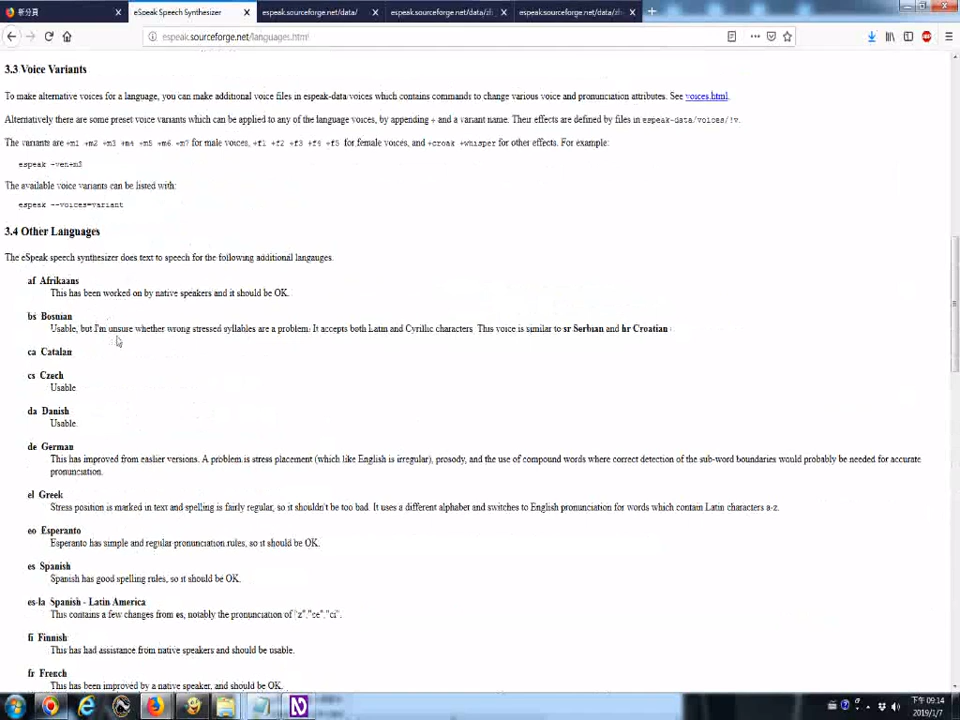 新分頁
eSpeak Speech Synthesizer
espeak.sourceforge.net/data/
espeak.sourceforge.net/data/zh
espeak.sourceforge.net/data/zh
espeak.sourceforge.net/languages.html
3.3 Voice Variants
To make alternative voices for a language, you can make additional voice files in espeak-data/voices which contains commands to change various voice and pronunciation attributes. See voices.html.
Alternatively there are some preset voice variants which can be applied to any of the language voices, by appending + and a variant name. Their effects are defined by files in espeak-data/voices/!v.
The variants are +m1 +m2 +m3 +m4 +m5 +m6 +m7 for male voices, +f1 +f2 +f3 +f4 +f5 for female voices, and +croak +whisper for other effects. For example:
espeak -ven+m3
The available voice variants can be listed with:
espeak --voices=variant
3.4 Other Languages
The eSpeak speech synthesizer does text to speech for the following additional langauges.
af Afrikaans
This has been worked on by native speakers and it should be OK.
bs Bosnian
Usable, but I'm unsuse whether wrong stressed syllables are a problem. It accepts both Latin and Cyrillic characters. This voice is similar to sr Serbian and hr Croatian
ca Catalan
cs Czech
Usable.
da Danish
Usable.
de German
This has improved from earlier versions. A problem is stress placement (which like English is irregular), prosody, and the use of compound words where correct detection of the sub-word boundaries would probably be needed for accurate
pronunciation.
el Greek
Stress position is marked in text and spelling is fairly regular, so it shouldn't be too bad. It uses a different alphabet and switches to English pronunciation for words which contain Latin characters a-z.
eo Esperanto
Esperanto has simple and regular pronunciation rules, so it should be OK.
es Spanish
Spanish has good spelling rules, so it should be OK.
es-la Spanish - Latin America
This contains a few changes from es, notably the pronunciation of "z","ce","ci".
fi Finnish
This has had assistance from native speakers and should be usable.
fr French
This has been improved by a native speaker, and should be OK.
下午 09:14
2019/1/7